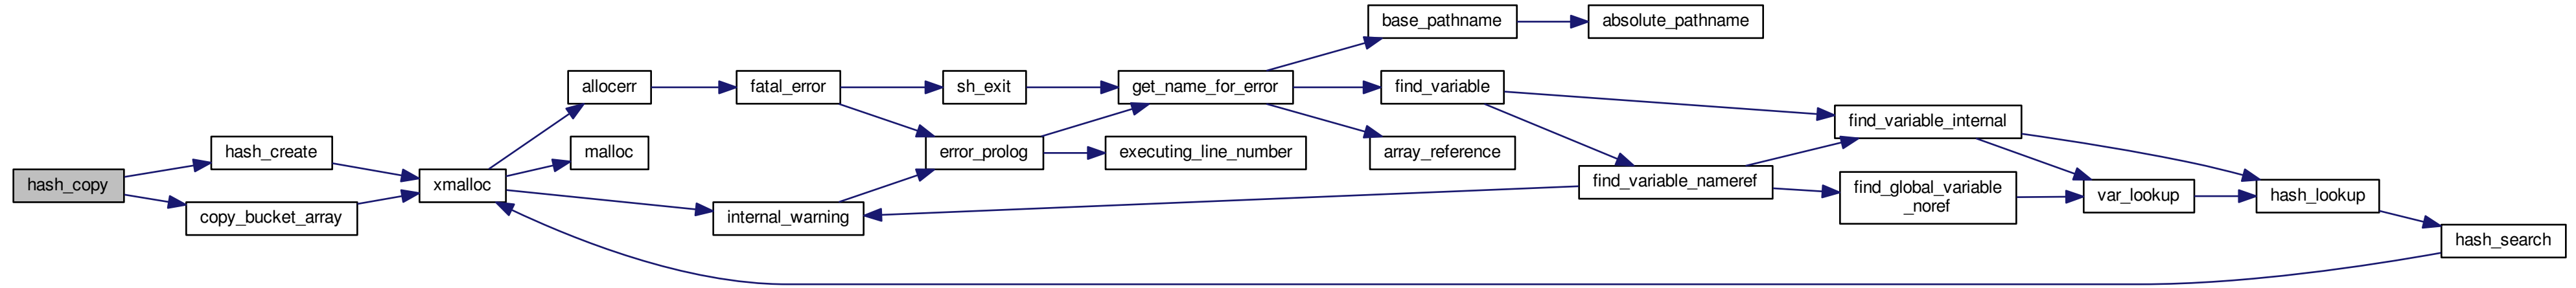 base_pathname
absolute_pathname
allocerr
fatal_error
sh_exit
get_name_for_error
find_variable
find_variable_internal
hash_create
malloc
error_prolog
executing_line_number
array_reference
hash_copy
xmalloc
find_variable_nameref
find_global_variable
_noref
var_lookup
hash_lookup
copy_bucket_array
internal_warning
hash_search